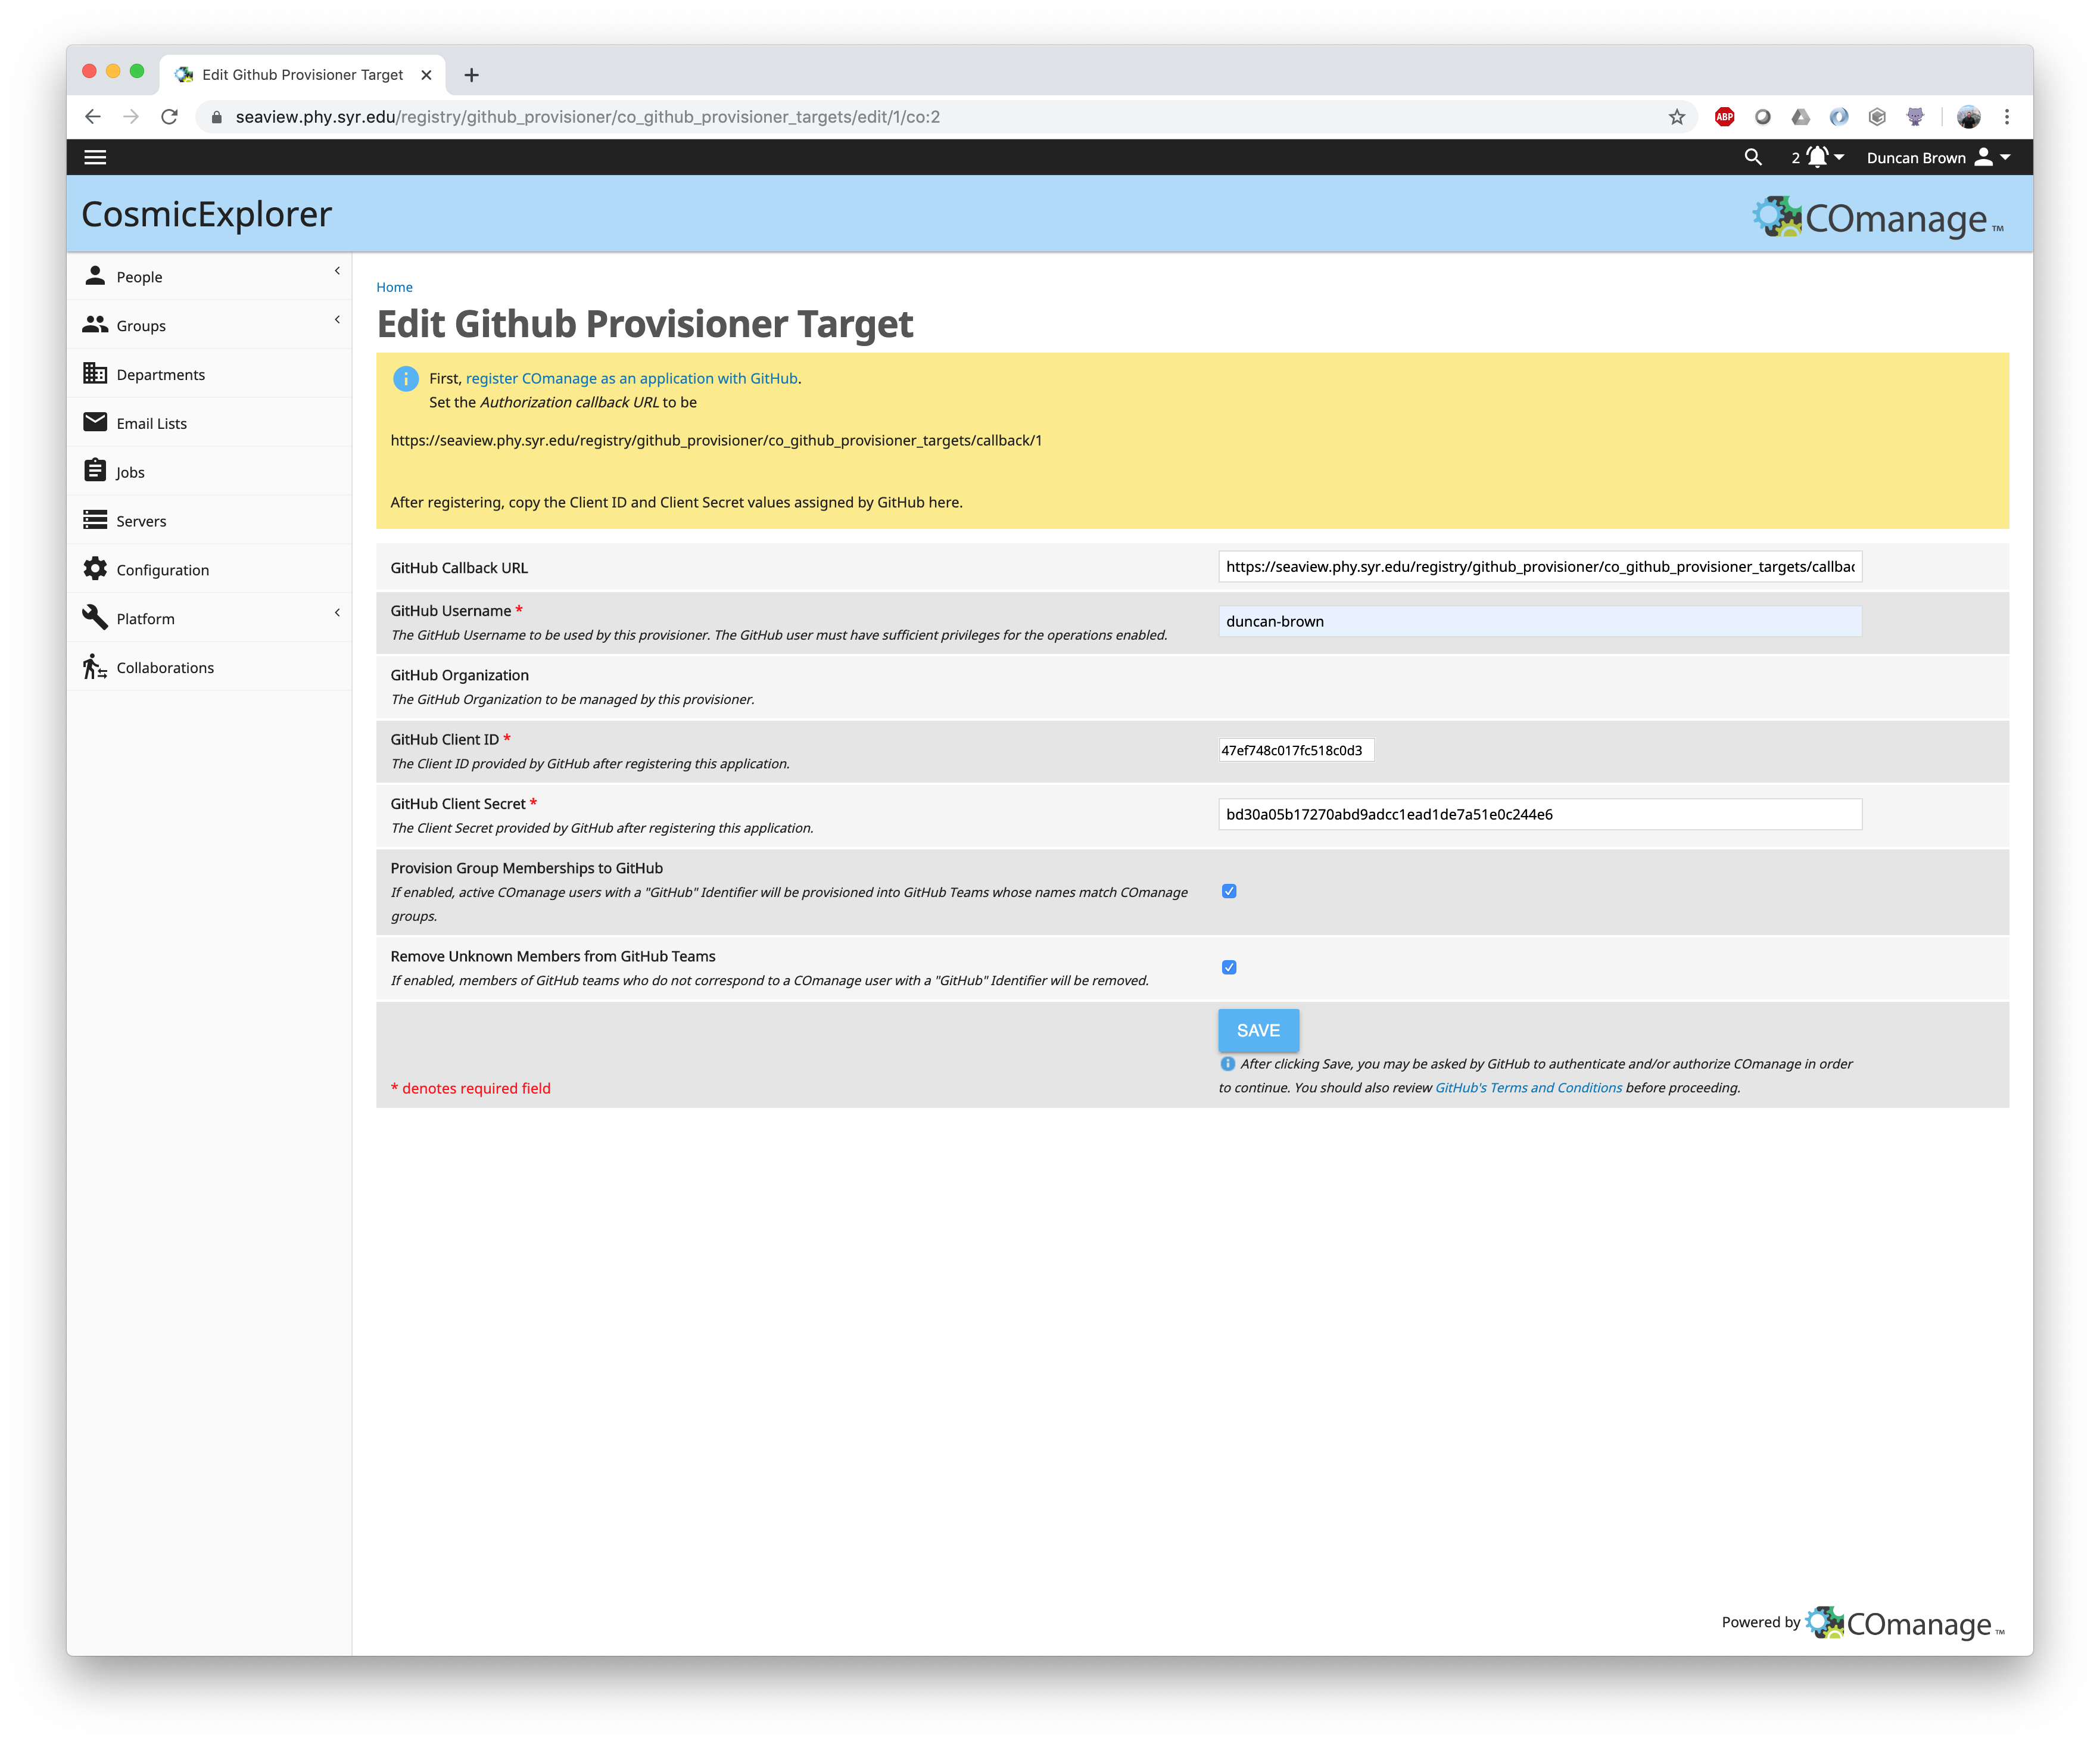 Edit Github Provisioner Target
seaview.phy.syr.edu/registry/github_provisioner/co_github_provisioner_targets/edit/1/co:2
ABP
2
Duncan Brown
CosmicExplorer
COmanage TM
People
Groups
Departments
Email Lists
Jobs
Servers
Configuration
Platform
Collaborations
Home
Edit Github Provisioner Target
First, register COmanage as an application with GitHub.
Set the Authorization callback URL to be
https://seaview.phy.syr.edu/registry/github_provisioner/co_github_provisioner_targets/callback/1
After registering, copy the Client ID and Client Secret values assigned by GitHub here.
GitHub Callback URL
https://seaview.phy.syr.edu/registry/github_provisioner/co_github_provisioner_targets/callbac
GitHub Username *
The GitHub Username to be used by this provisioner. The GitHub user must have sufficient privileges for the operations enabled.
duncan-brown
GitHub Organization
The GitHub Organization to be managed by this provisioner.
GitHub Client ID *
The Client ID provided by GitHub after registering this application.
47ef748c017fc518c0d3
GitHub Client Secret *
The Client Secret provided by GitHub after registering this application.
bd30a05b17270abd9adcc1ead1de7a51e0c244e6
Provision Group Memberships to GitHub
If enabled, active COmanage users with a "GitHub" Identifier will be provisioned into GitHub Teams whose names match COmanage
groups.
Remove Unknown Members from GitHub Teams
If enabled, members of GitHub teams who do not correspond to a COmanage user with a "GitHub" Identifier will be removed.
SAVE
After clicking Save, you may be asked by GitHub to authenticate and/or authorize COmanage in order
to continue. You should also review GitHub's Terms and Conditions before proceeding.
* denotes required field
Powered by COmanage TM